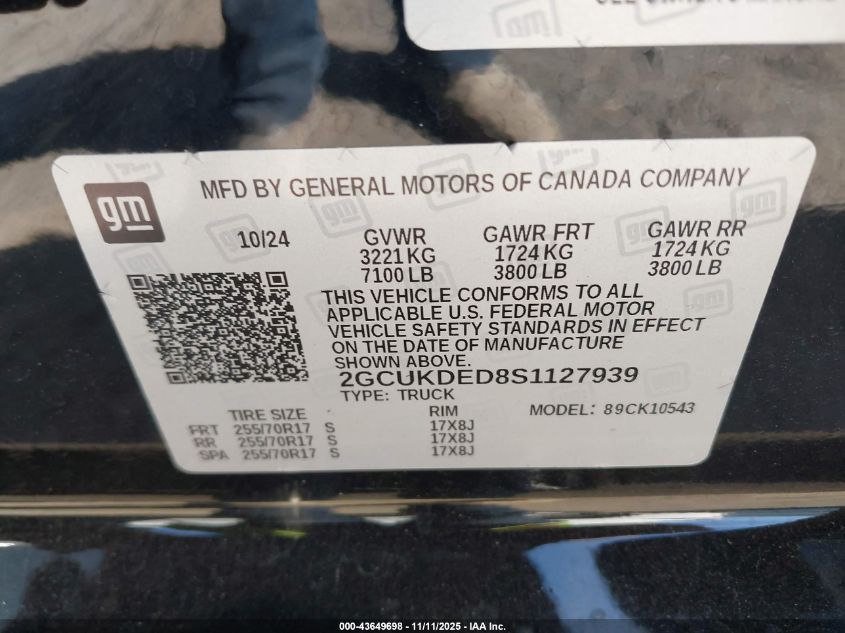 gm
MFD BY GENERAL MOTORS OF CANADA COMPANY
10/24 GVWR GAWR FRT GAWR RR
3221 KG 1724 KG 1724 KG
7100 LB 3800 LB 3800 LB
THIS VEHICLE CONFORMS TO ALL
APPLICABLE U.S. FEDERAL MOTOR
VEHICLE SAFETY STANDARDS IN EFFECT
ON THE DATE OF MANUFACTURE
SHOWN ABOVE.
2GCUKDED8S1127939
TYPE: TRUCK
TIRE SIZE RIM MODEL: 89CK10543
FRT 255/70R17 S 17X8J
RR 255/70R17 S 17X8J
SPA 255/70R17 S 17X8J
000-43649698 - 11/11/2025 - IAA Inc.